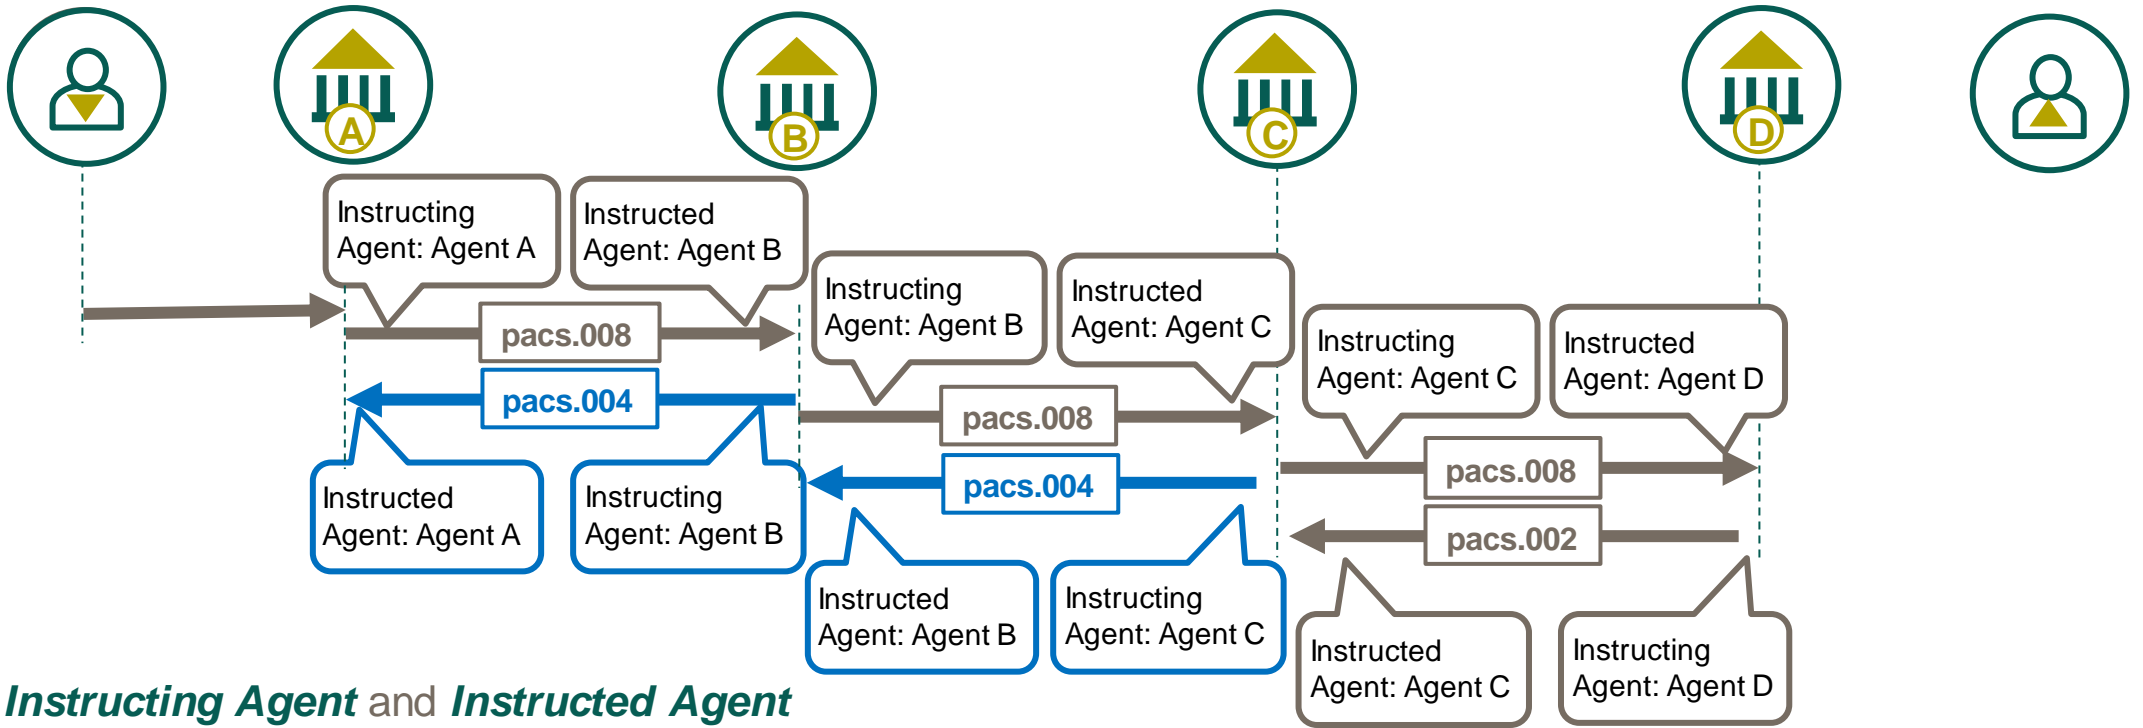 A
B
C
D
Instructing
Agent: Agent A
Instructed
Agent: Agent B
Instructing
Agent: Agent B
Instructed
Agent: Agent C
Instructing
Agent: Agent C
Instructed
Agent: Agent D
pacs.008
pacs.004
pacs.008
pacs.004
pacs.008
pacs.002
Instructed
Agent: Agent A
Instructing
Agent: Agent B
Instructed
Agent: Agent B
Instructing
Agent: Agent C
Instructed
Agent: Agent C
Instructing
Agent: Agent D
Instructing Agent and Instructed Agent